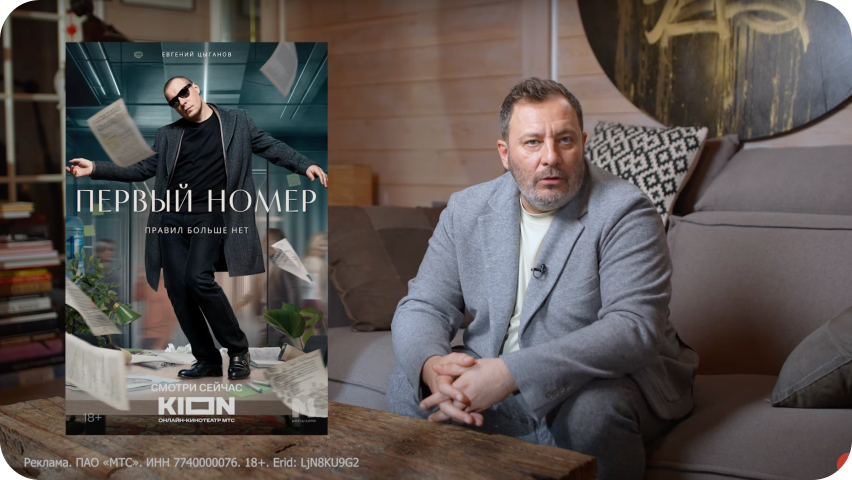 ЕВГЕНИЙ ЦЫГАНОВ
ПЕРВЫЙ НОМЕР
ПРАВИЛ БОЛЬШЕ НЕТ
СМОТРИ СЕЙЧАС
KION
ОНЛАЙН-КИНОТЕАТР МТС
18+
Реклама. ПАО «МТС». ИНН 7740000076. 18+. Erid: LjN8KU9G2